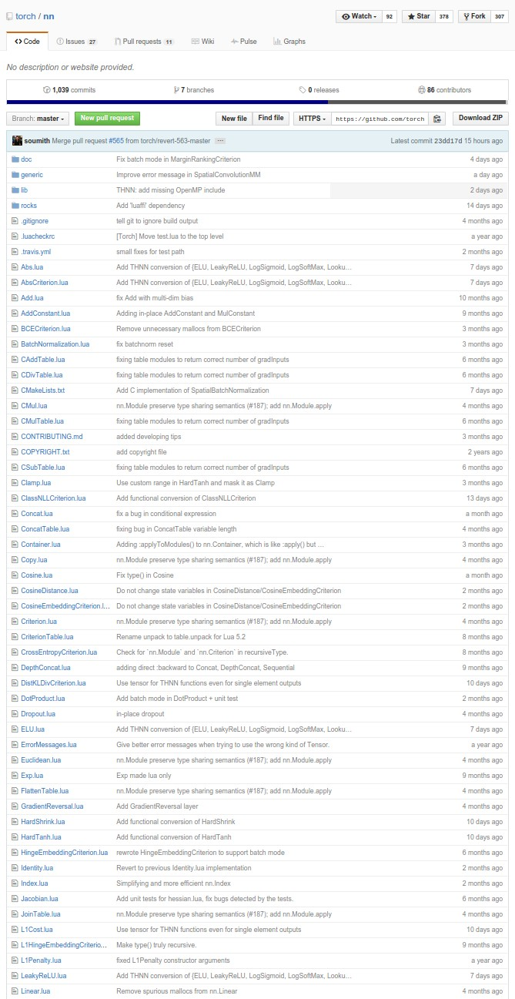 torch / nn Watch 92 Star 378 Fork 307
Code Issues 27 Pull requests 11 Wiki Pulse Graphs
No description or website provided.
1,039 commits 7 branches 0 releases 86 contributors
Branch: master New pull request New file Find file HTTPS https://github.com/torch Download ZIP
soumith Merge pull request #565 from torch/revert-563-master ... Latest commit 23dd17d 15 hours ago
doc Fix batch mode in MarginRankingCriterion 4 days ago
generic Improve error message in SpatialConvolutionMM a day ago
lib THNN: add missing OpenMP include 2 days ago
rocks Add 'luaffi' dependency 14 days ago
.gitignore tell git to ignore build output 4 months ago
.luacheckrc [Torch] Move test.lua to the top level a year ago
.travis.yml small fixes for test path 2 months ago
Abs.lua Add THNN conversion of {ELU, LeakyReLU, LogSigmoid, LogSoftMax, Looku… 7 days ago
AbsCriterion.lua Add THNN conversion of {ELU, LeakyReLU, LogSigmoid, LogSoftMax, Looku… 7 days ago
Add.lua fix Add with multi-dim bias 10 months ago
AddConstant.lua Adding in-place AddConstant and MulConstant 9 months ago
BCECriterion.lua Remove unnecessary mallocs from BCECriterion 3 months ago
BatchNormalization.lua fix batchnorm reset 3 months ago
CAddTable.lua fixing table modules to return correct number of gradInputs 6 months ago
CDivTable.lua fixing table modules to return correct number of gradInputs 6 months ago
CMakeLists.txt Add C implementation of SpatialBatchNormalization 7 days ago
CMul.lua nn.Module preserve type sharing semantics (#187); add nn.Module.apply 4 months ago
CMulTable.lua fixing table modules to return correct number of gradInputs 6 months ago
CONTRIBUTING.md added developing tips 3 months ago
COPYRIGHT.txt add copyright file 2 years ago
CSubTable.lua fixing table modules to return correct number of gradInputs 6 months ago
Clamp.lua Use custom range in HardTanh and mask it as Clamp 3 months ago
ClassNLLCriterion.lua Add functional conversion of ClassNLLCriterion 13 days ago
Concat.lua fix a bug in conditional expression a month ago
ConcatTable.lua fixing bug in ConcatTable variable length 4 months ago
Container.lua Adding :applyToModules() to nn.Container, which is like :apply() but … 3 months ago
Copy.lua nn.Module preserve type sharing semantics (#187); add nn.Module.apply 4 months ago
Cosine.lua Fix type() in Cosine a month ago
CosineDistance.lua Do not change state variables in CosineDistance/CosineEmbeddingCriterion 2 months ago
CosineEmbeddingCriterion.l… Do not change state variables in CosineDistance/CosineEmbeddingCriterion 2 months ago
Criterion.lua nn.Module preserve type sharing semantics (#187); add nn.Module.apply 4 months ago
CriterionTable.lua Rename unpack to table.unpack for Lua 5.2 8 months ago
CrossEntropyCriterion.lua Check for `nn.Module` and `nn.Criterion` in recursiveType. 8 months ago
DepthConcat.lua adding direct :backward to Concat, DepthConcat, Sequential 9 months ago
DistKLDivCriterion.lua Use tensor for THNN functions even for single element outputs 10 days ago
DotProduct.lua Add batch mode in DotProduct + unit test 2 months ago
Dropout.lua in-place dropout 4 months ago
ELU.lua Add THNN conversion of {ELU, LeakyReLU, LogSigmoid, LogSoftMax, Looku… 7 days ago
ErrorMessages.lua Give better error messages when trying to use the wrong kind of Tensor. a year ago
Euclidean.lua nn.Module preserve type sharing semantics (#187); add nn.Module.apply 4 months ago
Exp.lua Exp made lua only 9 months ago
FlattenTable.lua nn.Module preserve type sharing semantics (#187); add nn.Module.apply 4 months ago
GradientReversal.lua Add GradientReversal layer 4 months ago
HardShrink.lua Add functional conversion of HardShrink 10 days ago
HardTanh.lua Add functional conversion of HardTanh 10 days ago
HingeEmbeddingCriterion.lua rewrote HingeEmbeddingCriterion to support batch mode 6 months ago
Identity.lua Revert to previous Identity.lua implementation 2 months ago
Index.lua Simplifying and more efficient nn.Index 2 months ago
Jacobian.lua Add unit tests for hessian.lua, fix bugs detected by the tests. 6 months ago
JoinTable.lua nn.Module preserve type sharing semantics (#187); add nn.Module.apply 4 months ago
L1Cost.lua Use tensor for THNN functions even for single element outputs 10 days ago
L1HingeEmbeddingCriterio… Make type() truly recursive. 9 months ago
L1Penalty.lua fixed L1Penalty constructor arguments a year ago
LeakyReLU.lua Add THNN conversion of {ELU, LeakyReLU, LogSigmoid, LogSoftMax, Looku… 7 days ago
Linear.lua Remove spurious mallocs from nn.Linear 4 months ago